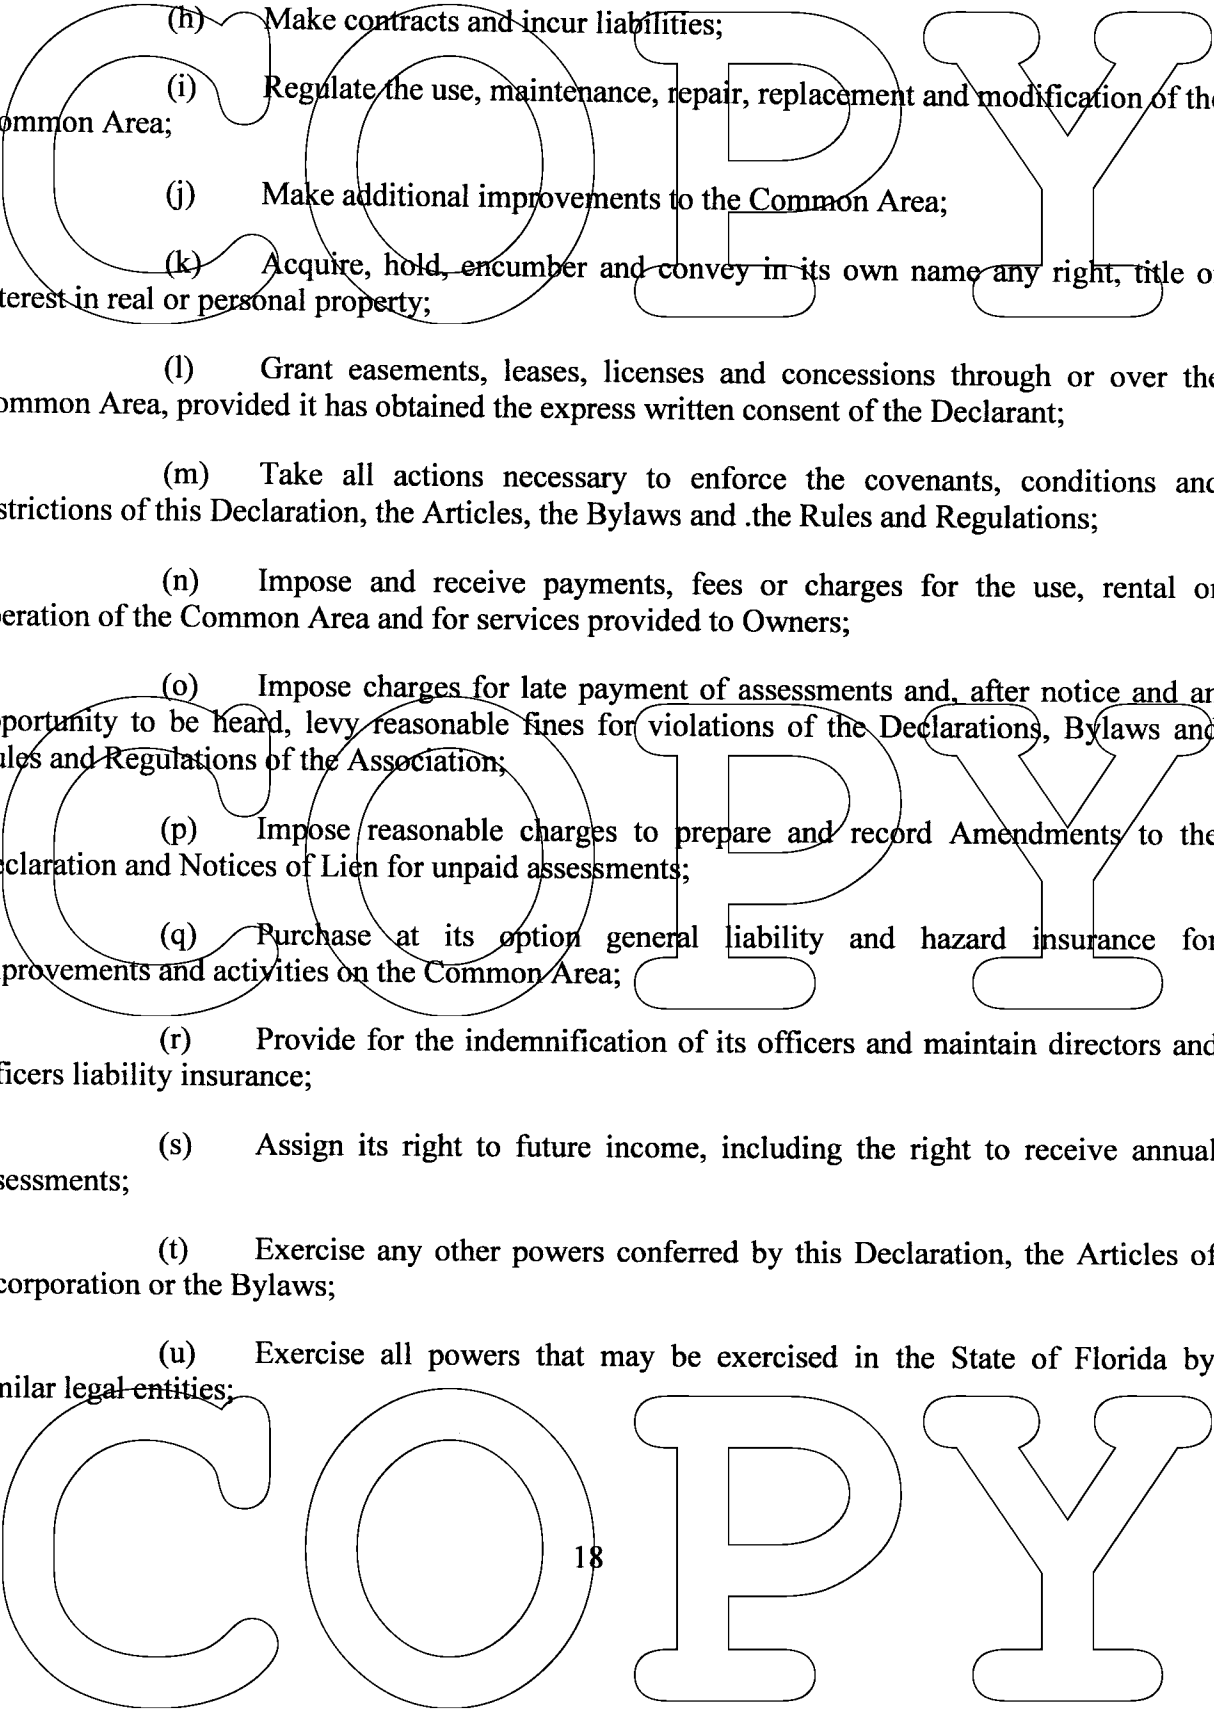 (h) Make contracts and incur liabilities;
(i) Regulate the use, maintenance, repair, replacement and modification of the
ommon Area;
(j) Make additional improvements to the Common Area;
(k) Acquire, hold, encumber and convey in its own name any right, title o
terest in real or personal property;
COPY
(l) Grant easements, leases, licenses and concessions through or over the
ommon Area, provided it has obtained the express written consent of the Declarant;
(m) Take all actions necessary to enforce the covenants, conditions and
strictions of this Declaration, the Articles, the Bylaws and .the Rules and Regulations;
(n) Impose and receive payments, fees or charges for the use, rental or
eration of the Common Area and for services provided to Owners;
(o) Impose charges for late payment of assessments and, after notice and an
portunity to be heard, levy reasonable fines for violations of the Declarations, Bylaws and
ules and Regulations of the Association;
(p) Impose reasonable charges to prepare and record Amendments to the
claration and Notices of Lien for unpaid assessments;
(q) Purchase at its option general liability and hazard insurance for
provements and activities on the Common Area;
COPY
(r) Provide for the indemnification of its officers and maintain directors and
ficers liability insurance;
(s) Assign its right to future income, including the right to receive annual
sessments;
(t) Exercise any other powers conferred by this Declaration, the Articles of
corporation or the Bylaws;
(u) Exercise all powers that may be exercised in the State of Florida by
milar legal entities;
COPY
18